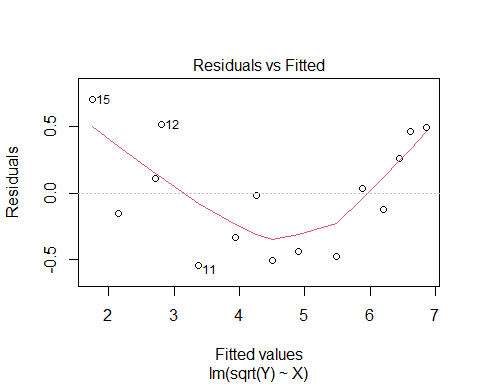 Residuals vs Fitted
Residuals
0.5
0.0
-0.5
15
12
11
2 3 4 5 6 7
Fitted values
lm(sqrt(Y) ~ X)